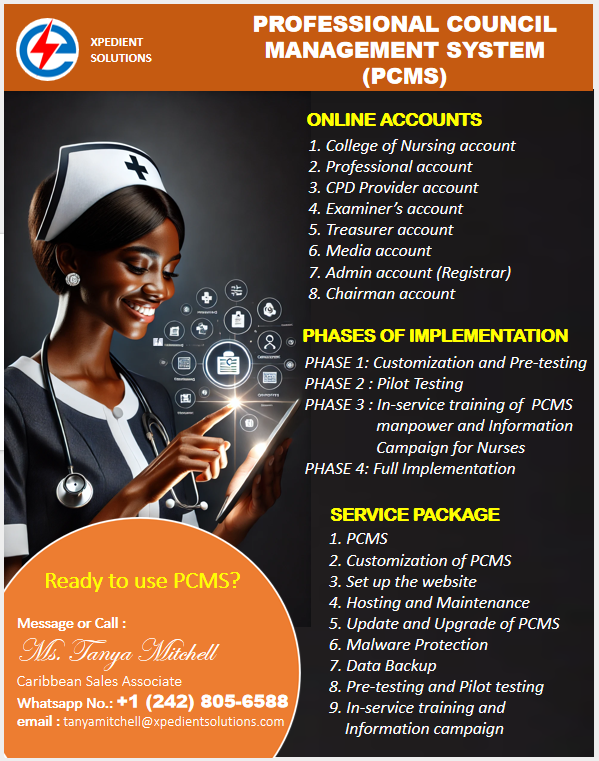 XPEDIENT
SOLUTIONS
PROFESSIONAL COUNCIL
MANAGEMENT SYSTEM
(PCMS)
ONLINE ACCOUNTS
1. College of Nursing account
2. Professional account
3. CPD Provider account
4. Examiner's account
5. Treasurer account
6. Media account
7. Admin account (Registrar)
8. Chairman account
PHASES OF IMPLEMENTATION
PHASE 1: Customization and Pre-testing
PHASE 2 : Pilot Testing
PHASE 3 : In-service training of PCMS
manpower and Information
Campaign for Nurses
PHASE 4: Full Implementation
SERVICE PACKAGE
1. PCMS
2. Customization of PCMS
3. Set up the website
4. Hosting and Maintenance
5. Update and Upgrade of PCMS
6. Malware Protection
7. Data Backup
8. Pre-testing and Pilot testing
9. In-service training and
Information campaign
Ready to use PCMS?
Message or Call :
Ms. Tanya Mitchell
Caribbean Sales Associate
Whatsapp No.: +1 (242) 805-6588
email : tanyamitchell@xpedientsolutions.com